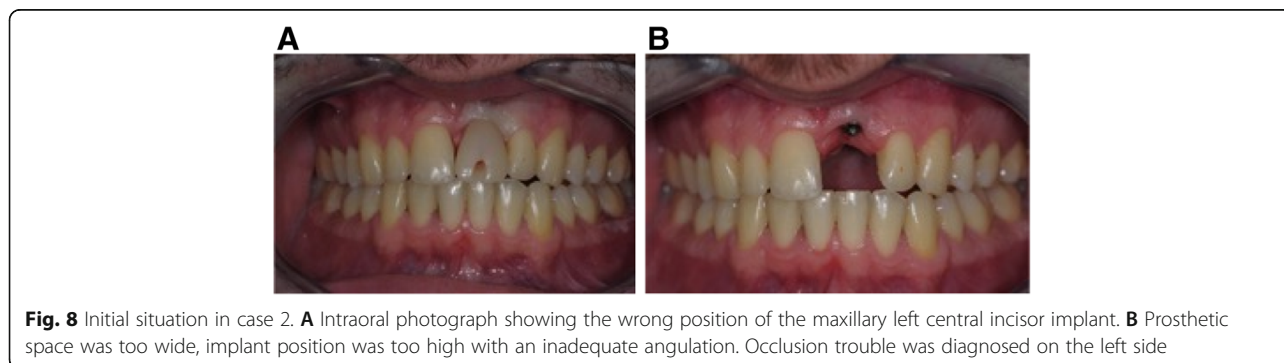 A
B
Fig. 8 Initial situation in case 2. A Intraoral photograph showing the wrong position of the maxillary left central incisor implant. B Prosthetic
space was too wide, implant position was too high with an inadequate angulation. Occlusion trouble was diagnosed on the left side